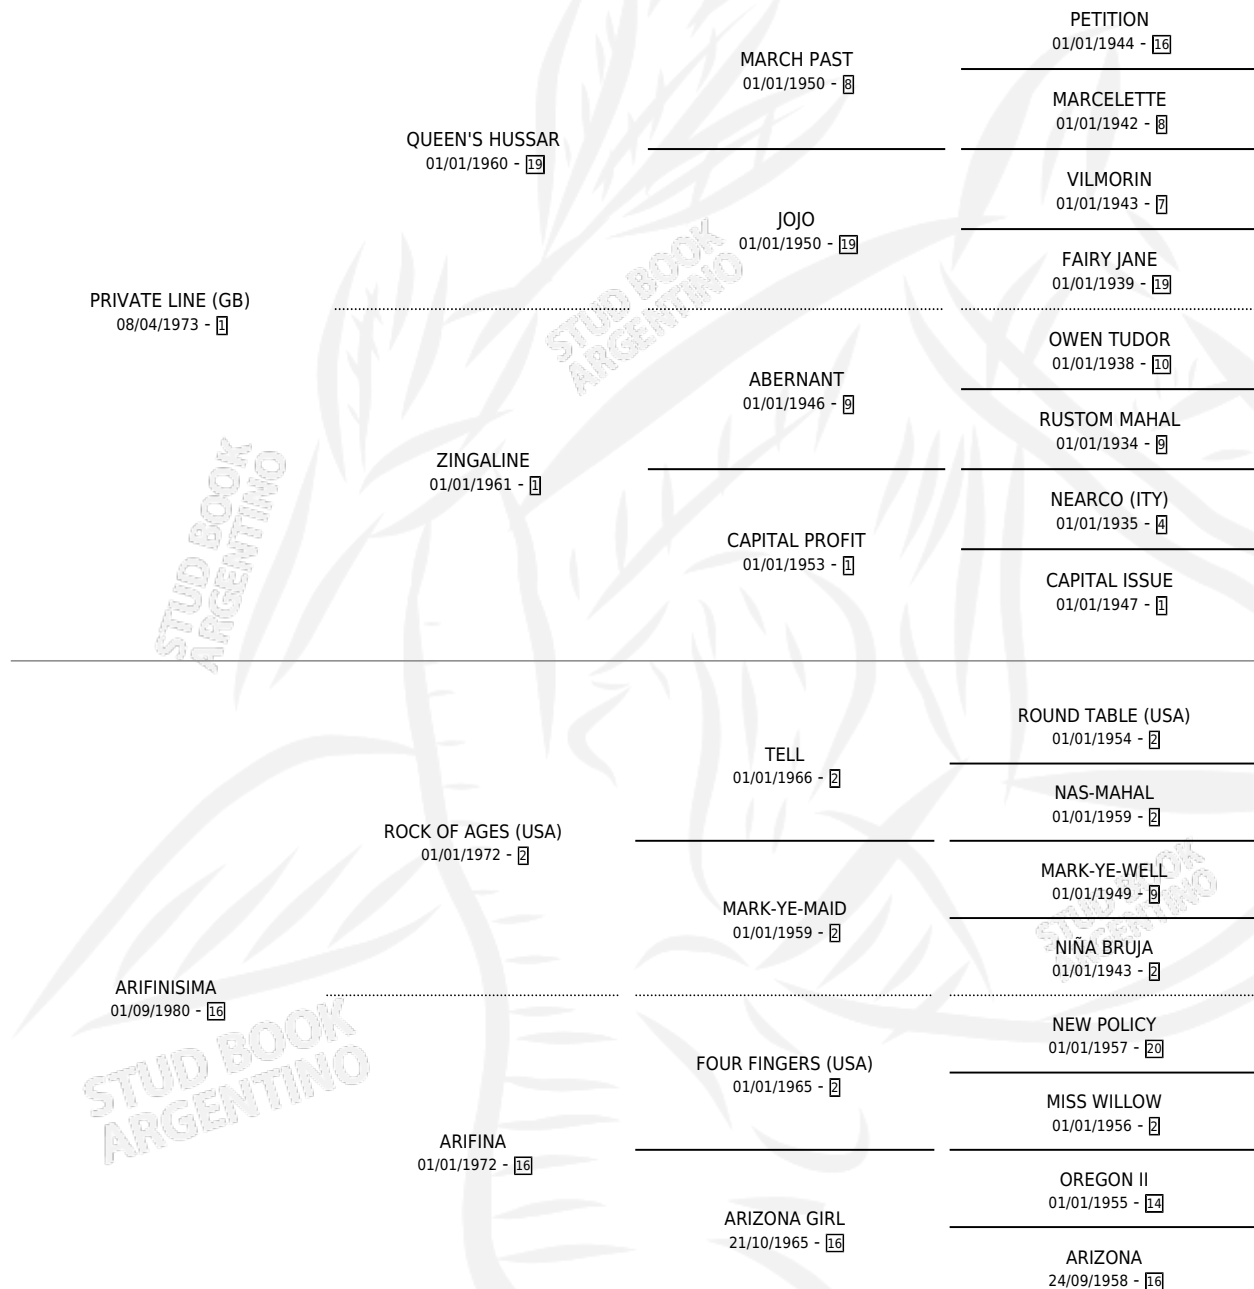 PETITION
01/01/1944 - 16
MARCH PAST
01/01/1950 - 8
MARCELETTE
01/01/1942 - 8
QUEEN'S HUSSAR
01/01/1960 - 19
VILMORIN
01/01/1943 - 7
JOJO
01/01/1950 - 19
FAIRY JANE
01/01/1939 - 19
PRIVATE LINE (GB)
08/04/1973 - 1
STUD BOOK
ARGENTINO
OWEN TUDOR
01/01/1938 - 10
ABERNANT
01/01/1946 - 9
RUSTOM MAHAL
01/01/1934 - 9
ZINGALINE
01/01/1961 - 1
NEARCO (ITY)
01/01/1935 - 4
CAPITAL PROFIT
01/01/1953 - 1
CAPITAL ISSUE
01/01/1947 - 1
STUD BOOK
ARGENTINO
ROUND TABLE (USA)
01/01/1954 - 2
TELL
01/01/1966 - 2
NAS-MAHAL
01/01/1959 - 2
ROCK OF AGES (USA)
01/01/1972 - 2
MARK-YE-WELL
01/01/1949 - 9
MARK-YE-MAID
01/01/1959 - 2
STUD BOOK
ARGENTINO
NIÑA BRUJA
01/01/1943 - 2
ARIFINISIMA
01/09/1980 - 16
STUD BOOK
ARGENTINO
NEW POLICY
01/01/1957 - 20
FOUR FINGERS (USA)
01/01/1965 - 2
MISS WILLOW
01/01/1956 - 2
ARIFINA
01/01/1972 - 16
OREGON II
01/01/1955 - 14
ARIZONA GIRL
21/10/1965 - 16
ARIZONA
24/09/1958 - 16